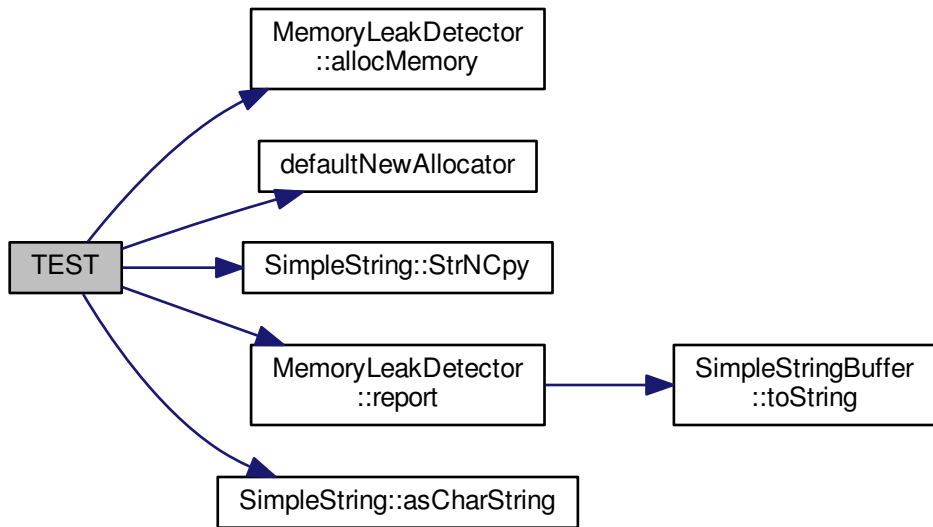 MemoryLeakDetector
::allocMemory
defaultNewAllocator
TEST
SimpleString::StrNCpy
MemoryLeakDetector
::report
SimpleStringBuffer
::toString
SimpleString::asCharString